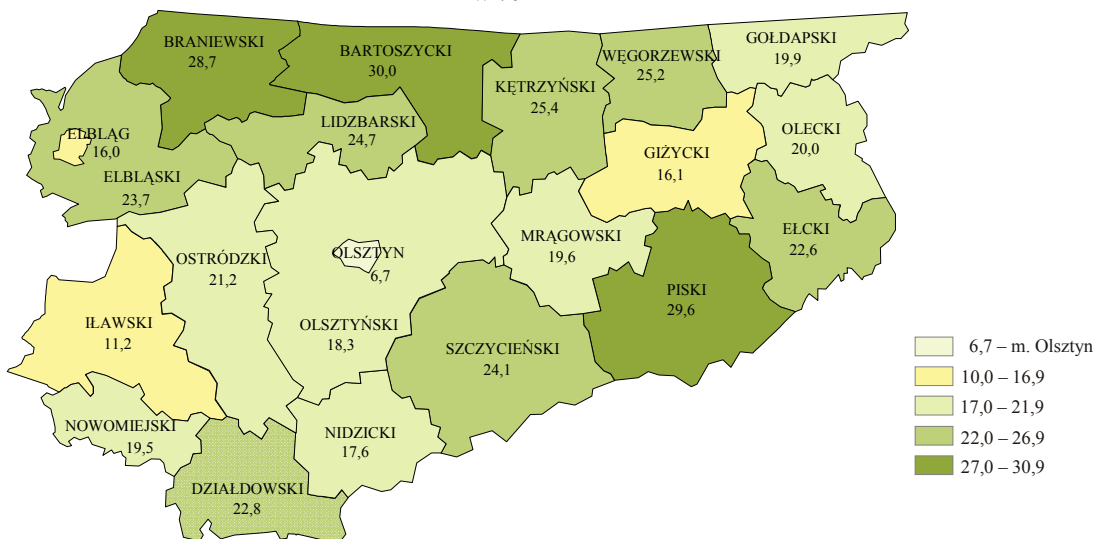 BRANIEWSKI
28,7
BARTOSZYCKI
30,0
KĘTRZYŃSKI
25,4
WĘGORZEWSKI
25,2
GOŁDAPSKI
19,9
ELBLĄG
16,0
ELBLĄSKI
23,7
LIDZBARSKI
24,7
GIŻYCKI
16,1
OLECKI
20,0
OSTRÓDZKI
21,2
OLSZTYN
6,7
MRĄGOWSKI
19,6
EŁCKI
22,6
IŁAWSKI
11,2
OLSZTYŃSKI
18,3
SZCZYCIEŃSKI
24,1
PISKI
29,6
NOWOMIEJSKI
19,5
NIDZICKI
17,6
DZIAŁDOWSKI
22,8
6,7 – m. Olsztyn
10,0 – 16,9
17,0 – 21,9
22,0 – 26,9
27,0 – 30,9